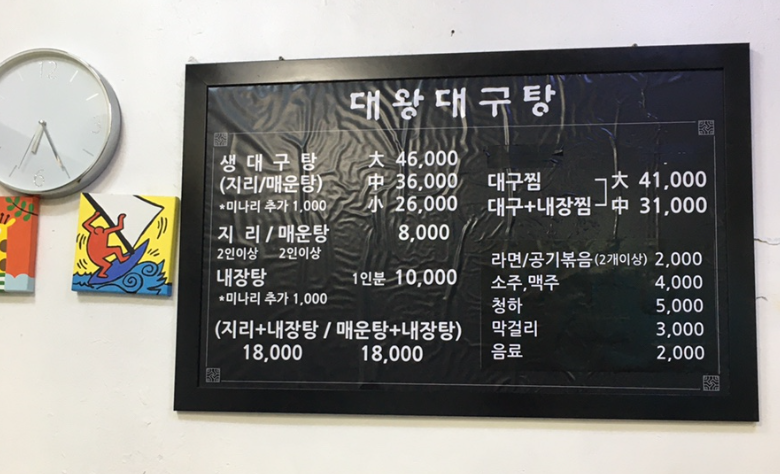 대왕대구탕
생대구탕 大 46,000
(지리/매운탕) 中 36,000
*미나리 추가 1,000 小 26,000
지리/매운탕 8,000
2인이상 2인이상
내장탕 1인분 10,000
*미나리 추가 1,000
(지리+내장탕 / 매운탕+내장탕)
18,000 18,000
대구찜 大 41,000
대구+내장찜 中 31,000
라면/공기볶음(2개이상) 2,000
소주,맥주 4,000
청하 5,000
막걸리 3,000
음료 2,000